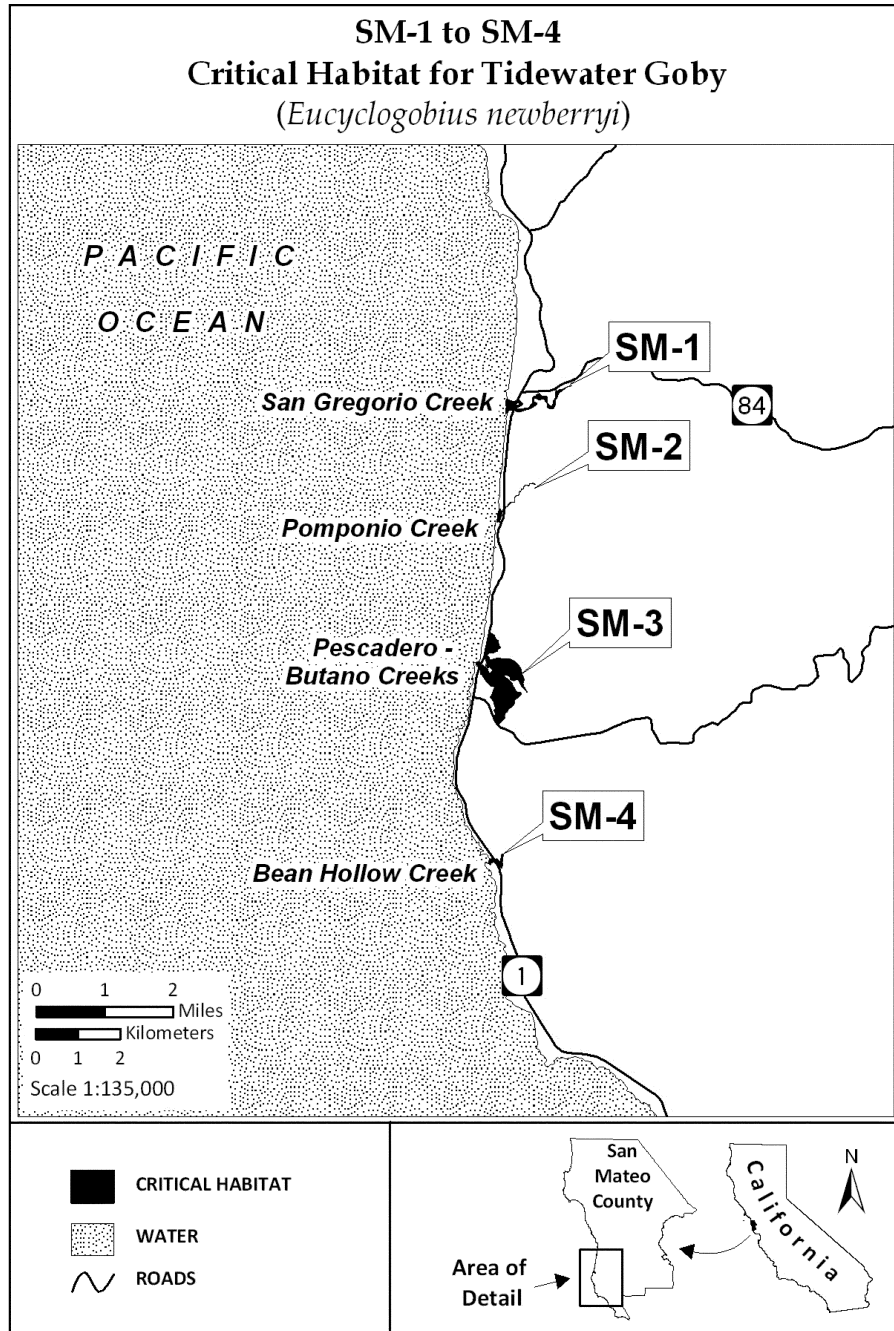 SM-1 to SM-4
Critical Habitat for Tidewater Goby
(Eucyclogobius newberryi)
PACIFIC
OCEAN
SM-1
San Gregorio Creek
84
SM-2
Pomponio Creek
SM-3
Pescadero -
Butano Creeks
SM-4
Bean Hollow Creek
1
0 1 2
Miles
Kilometers
0 1 2
Scale 1:135,000
CRITICAL HABITAT
WATER
ROADS
San
Mateo
County
California
N
Area of
Detail